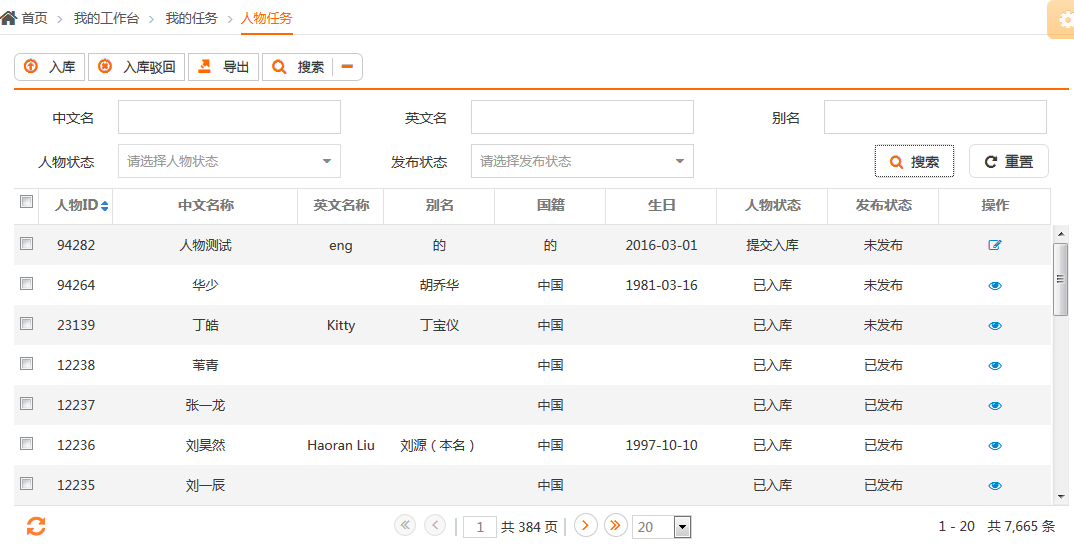 首页 > 我的工作台 > 我的任务 > 人物任务
入库 入库驳回 导出 搜索
中文名 英文名 别名
人物状态 请选择人物状态 发布状态 请选择发布状态 搜索 重置
人物ID 中文名称 英文名称 别名 国籍 生日 人物状态 发布状态 操作
94282 人物测试 eng 的 的 2016-03-01 提交入库 未发布
94264 华少 胡乔华 中国 1981-03-16 已入库 未发布
23139 丁皓 Kitty 丁宝仪 中国 已入库 未发布
12238 苇青 中国 已入库 已发布
12237 张一龙 中国 已入库 已发布
12236 刘昊然 Haoran Liu 刘源（本名） 中国 1997-10-10 已入库 已发布
12235 刘一辰 中国 已入库 已发布
1 共 384 页 20 1 - 20 共 7,665 条